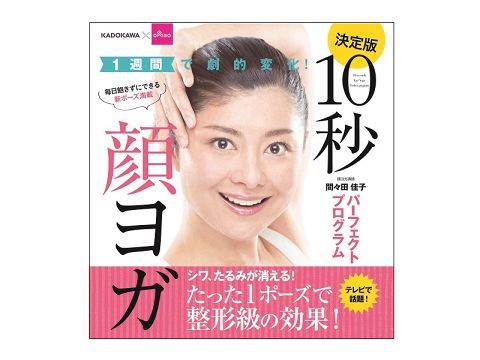 KADOKAWA × DAISO
決定版
1週間で劇的変化!
毎日飽きずにできる
新ポーズ満載
10秒
顔ヨガ
顔ヨガ講師
間々田 佳子
パーフェクト
プログラム
シワ、たるみが消える!
たった1ポーズで
整形級の効果!
テレビで
話題!